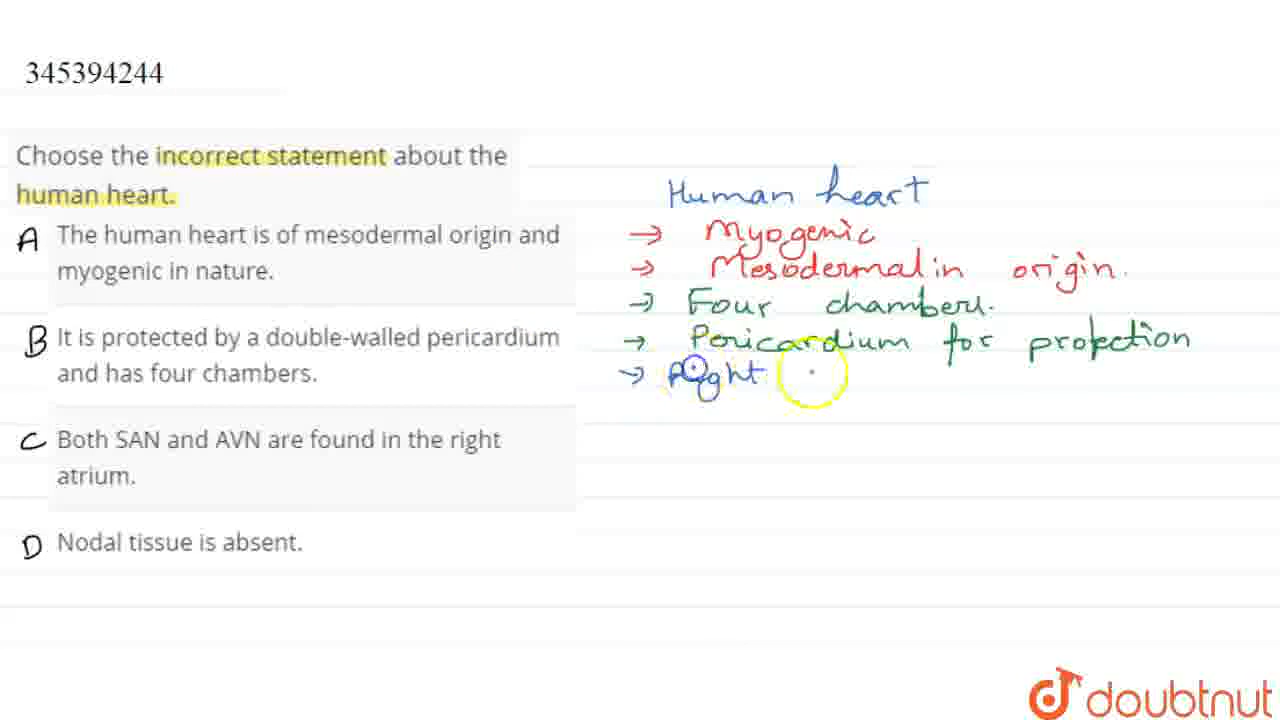 345394244
Choose the incorrect statement about the
human heart.
A The human heart is of mesodermal origin and
myogenic in nature.
B It is protected by a double-walled pericardium
and has four chambers.
C Both SAN and AVN are found in the right
atrium.
D Nodal tissue is absent.
Human heart
→ Myogenic
→ Mesodermal in origin.
→ Four chambers.
→ Pericardium for protection
→ Right
doubtnut